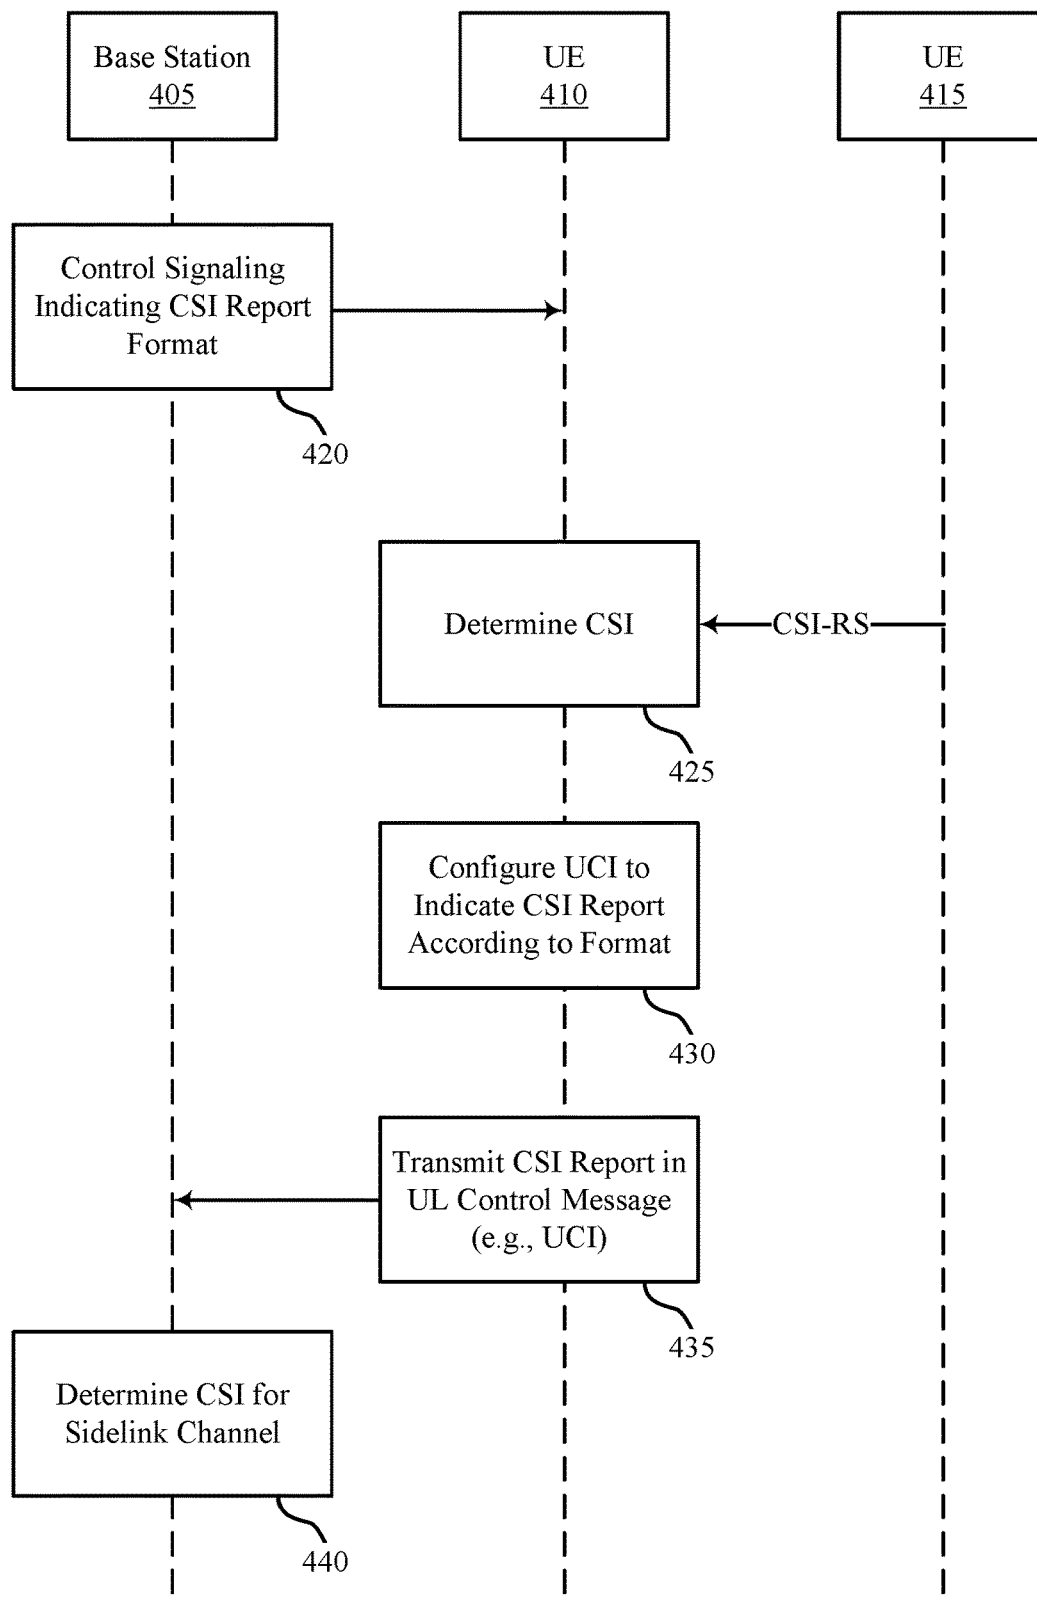 Base Station
405
UE
410
UE
415
Control Signaling
Indicating CSI Report
Format
420
Determine CSI
CSI-RS
425
Configure UCI to
Indicate CSI Report
According to Format
430
Transmit CSI Report in
UL Control Message
(e.g., UCI)
435
Determine CSI for
Sidelink Channel
440